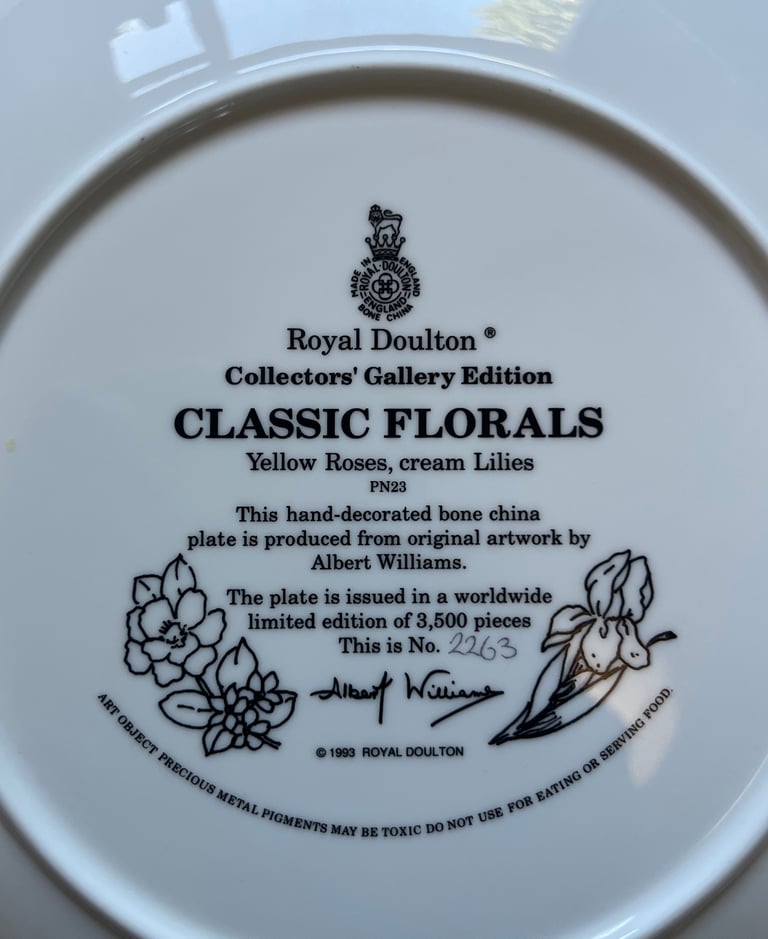 MADE IN ENGLAND
ROYAL·DOULTON
ENGLAND
BONE CHINA
Royal Doulton ®
Collectors' Gallery Edition
CLASSIC FLORALS
Yellow Roses, cream Lilies
PN23
This hand-decorated bone china
plate is produced from original artwork by
Albert Williams.
The plate is issued in a worldwide
limited edition of 3,500 pieces
This is No. 2263
Albert Williams
© 1993 ROYAL DOULTON
ART OBJECT PRECIOUS METAL PIGMENTS MAY BE TOXIC DO NOT USE FOR EATING OR SERVING FOOD.